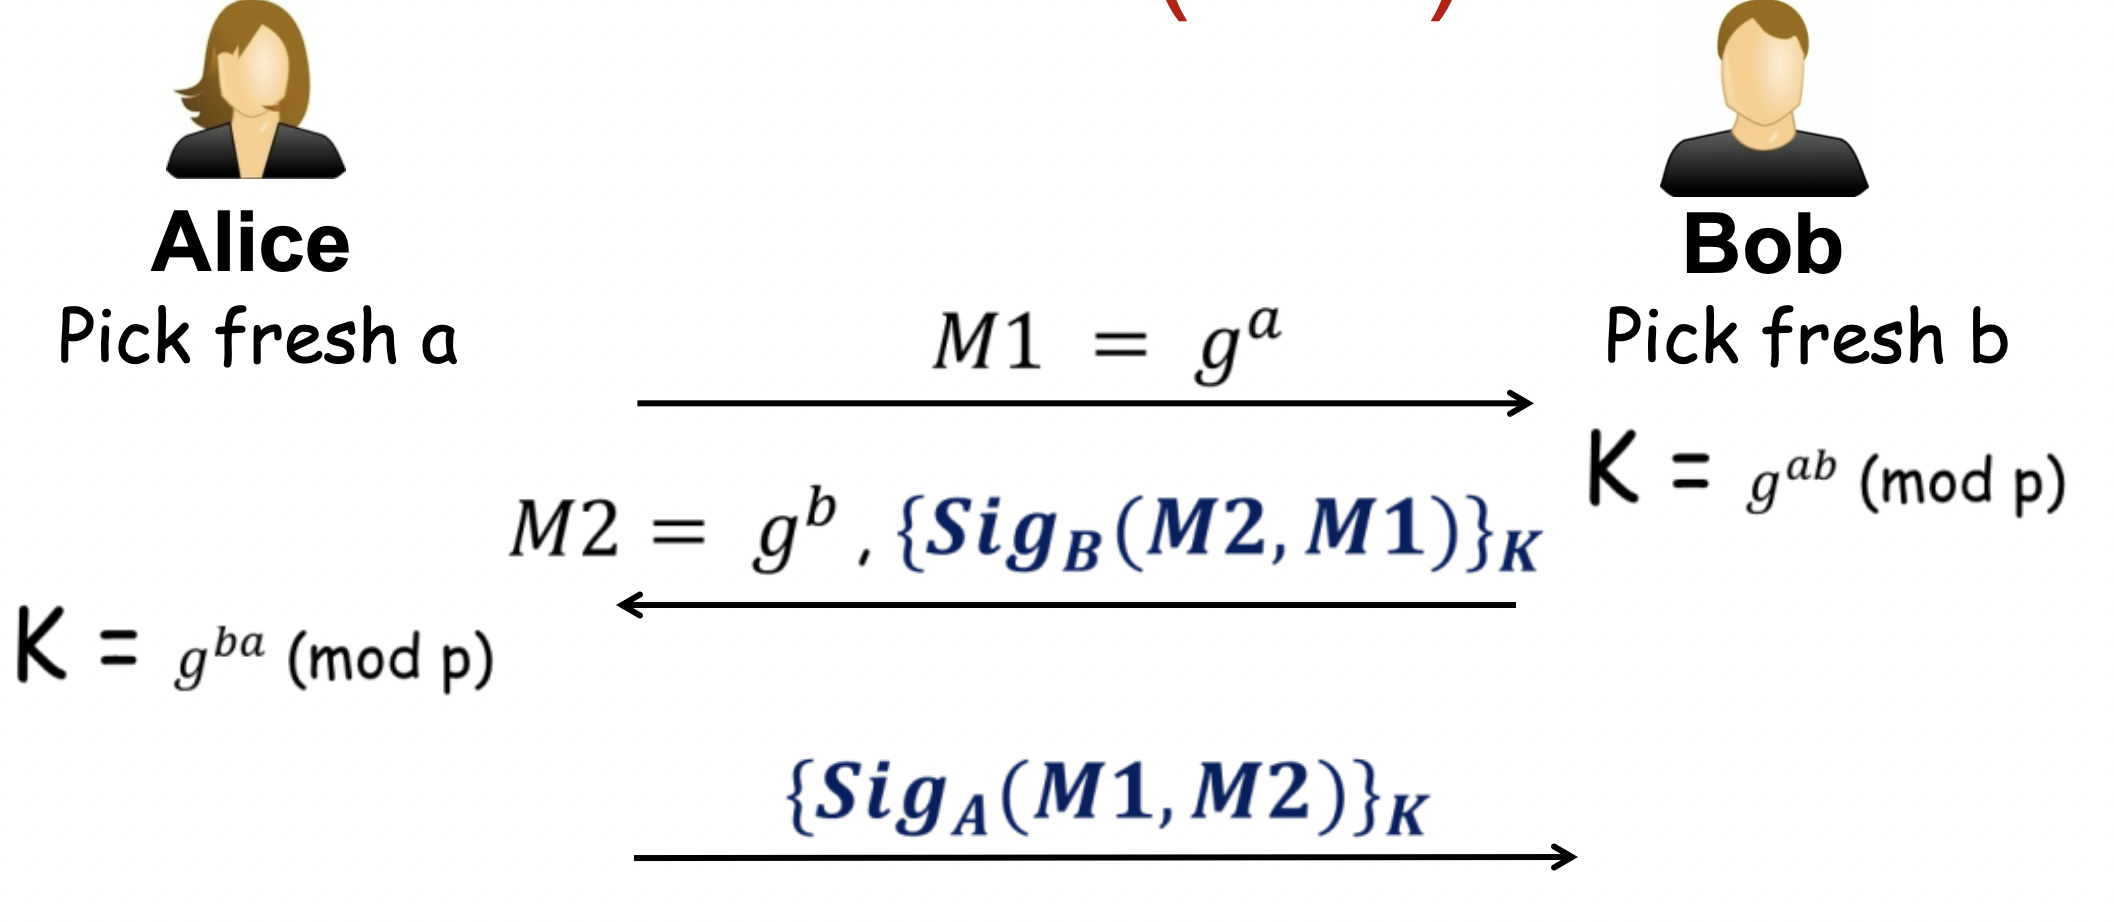 ( )
Alice
Bob
Pick fresh a
Pick fresh b
M1 = g^a
K = g^{ab} (mod p)
M2 = g^b , {Sig_B(M2, M1)}_K
K = g^{ba} (mod p)
{Sig_A(M1, M2)}_K